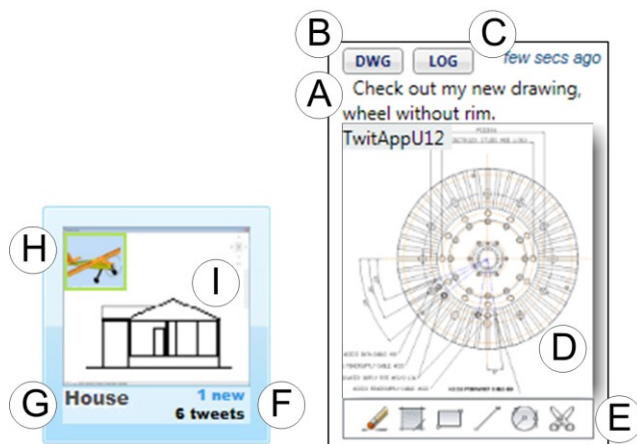 B
C
DWG LOG few secs ago
A
Check out my new drawing,
wheel without rim.
TwitAppU12
H
I
D
G
House
1 new
6 tweets
F
E